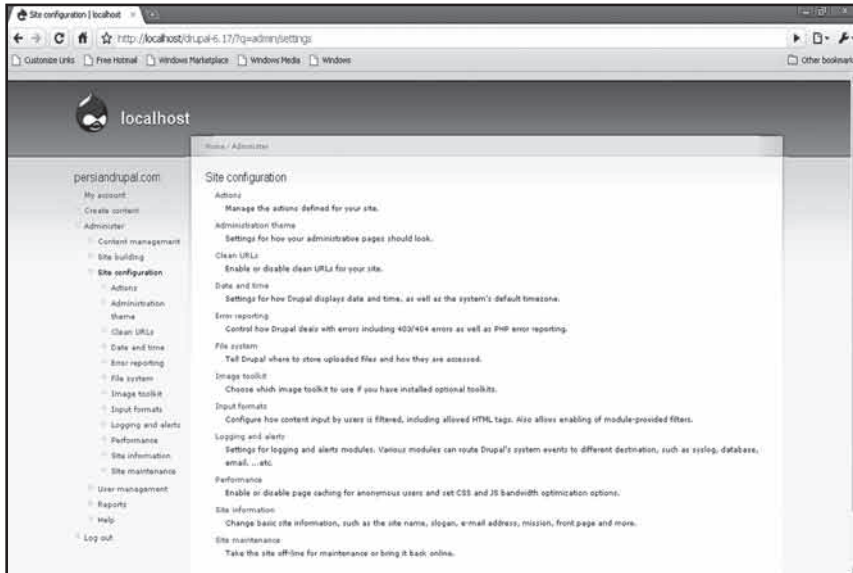 Site configuration | localhost
http://localhost/drupal-6.17/?q=admin/settings
Customize Links Free Hotmail Windows Marketplace Windows Media Windows Other bookmark
localhost
Home / Administer
persiandrupal.com
My account
Create content
Administer
Content management
Site building
Site configuration
Actions
Administration
theme
Clean URLs
Date and time
Error reporting
File system
Image toolkit
Input formats
Logging and alerts
Performance
Site information
Site maintenance
User management
Reports
Help
Log out
Site configuration
Actions
Manage the actions defined for your site.
Administration theme
Settings for how your administrative pages should look.
Clean URLs
Enable or disable clean URLs for your site.
Date and time
Settings for how Drupal displays date and time, as well as the system's default timezone.
Error reporting
Control how Drupal deals with errors including 403/404 errors as well as PHP error reporting.
File system
Tell Drupal where to store uploaded files and how they are accessed.
Image toolkit
Choose which image toolkit to use if you have installed optional toolkits.
Input formats
Configure how content input by users is filtered, including allowed HTML tags. Also allows enabling of module-provided filters.
Logging and alerts
Settings for logging and alerts modules. Various modules can route Drupal's system events to different destination, such as syslog, database,
email, ...etc.
Performance
Enable or disable page caching for anonymous users and set CSS and JS bandwidth optimization options.
Site information
Change basic site information, such as the site name, slogan, e-mail address, mission, front page and more.
Site maintenance
Take the site off-line for maintenance or bring it back online.